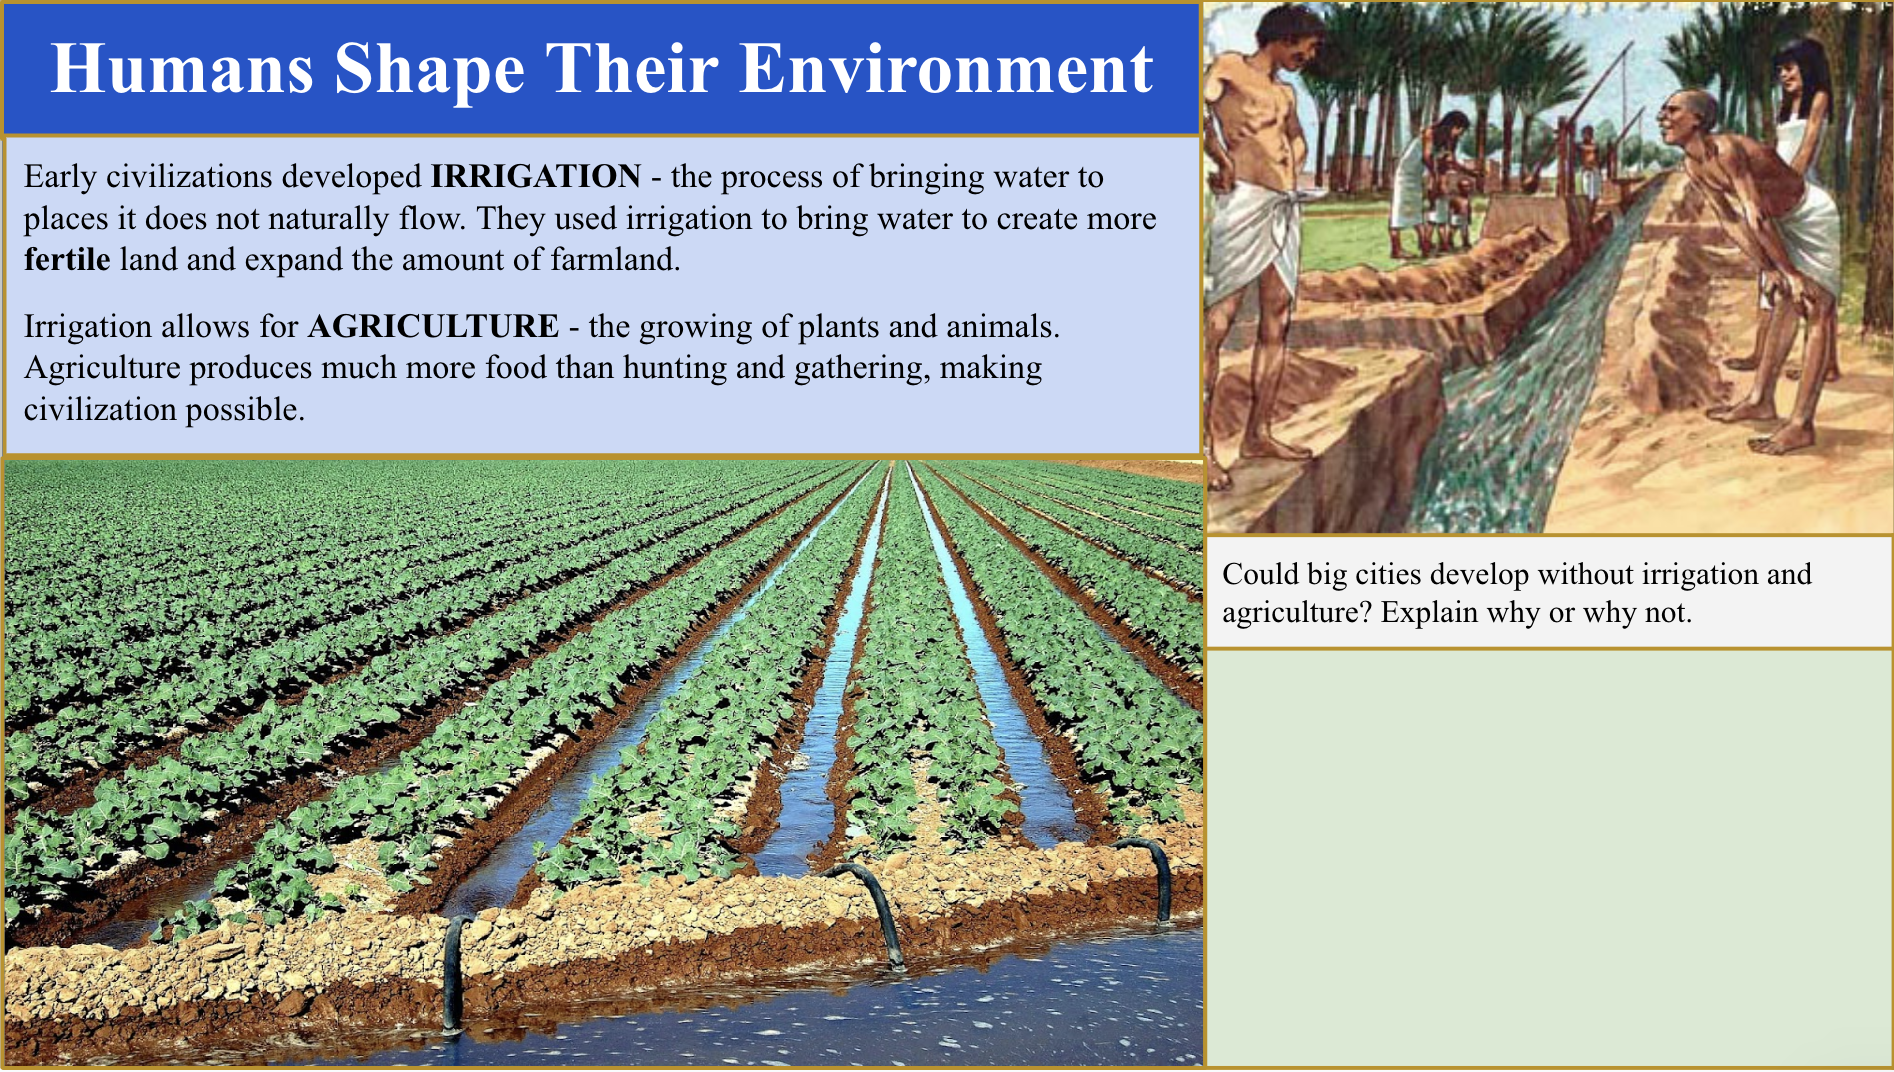 Humans Shape Their Environment
Early civilizations developed IRRIGATION - the process of bringing water to
places it does not naturally flow. They used irrigation to bring water to create more
fertile land and expand the amount of farmland.
Irrigation allows for AGRICULTURE - the growing of plants and animals.
Agriculture produces much more food than hunting and gathering, making
civilization possible.
Could big cities develop without irrigation and
agriculture? Explain why or why not.